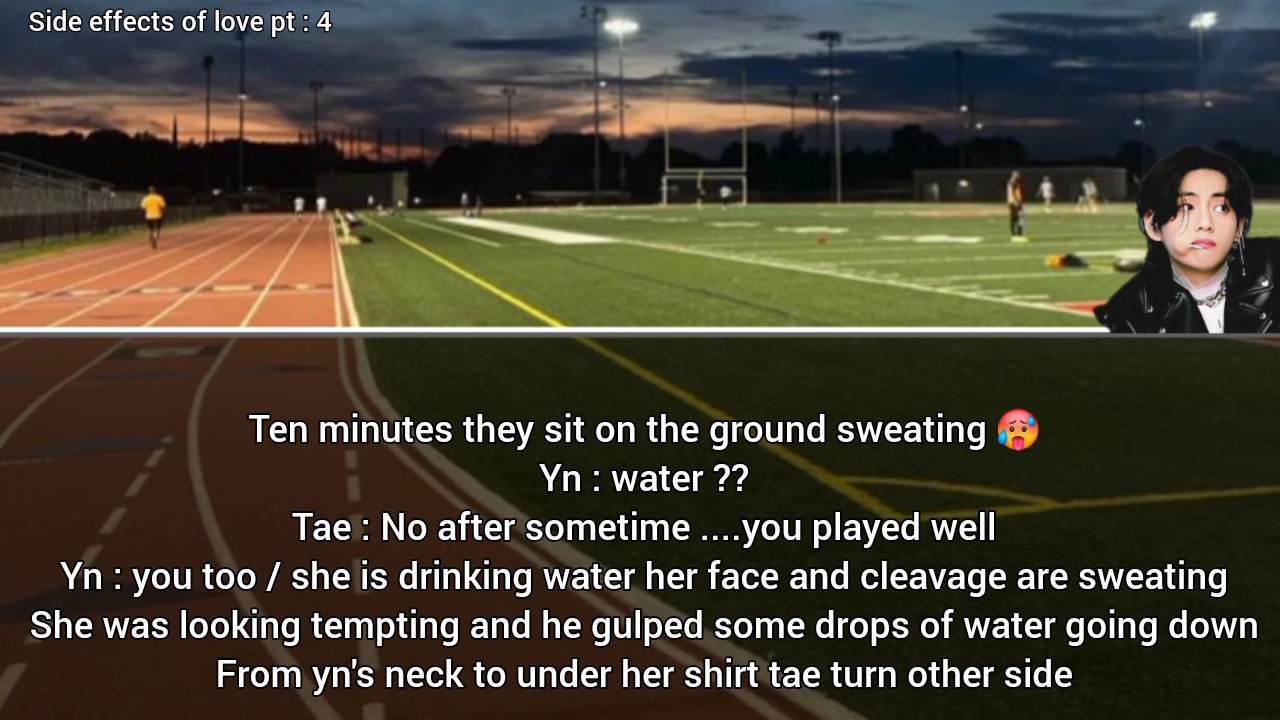 Side effects of love pt : 4
Ten minutes they sit on the ground sweating 🥵
Yn : water ??
Tae : No after sometime ....you played well
Yn : you too / she is drinking water her face and cleavage are sweating
She was looking tempting and he gulped some drops of water going down
From yn's neck to under her shirt tae turn other side